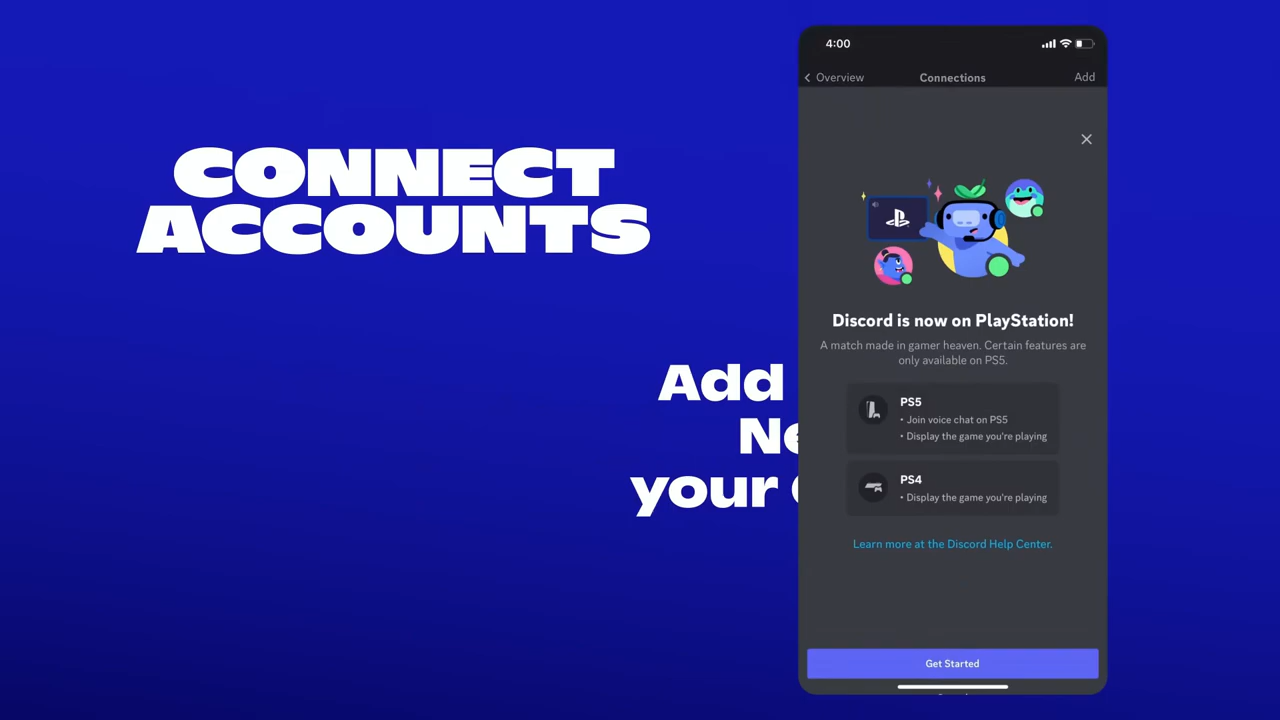 CONNECT
ACCOUNTS
Add
your
4:00
Overview
Connections
Add
Discord is now on PlayStation!
A match made in gamer heaven. Certain features are
only available on PS5.
PS5
• Join voice chat on PS5
• Display the game you're playing
PS4
• Display the game you're playing
Learn more at the Discord Help Center.
Get Started